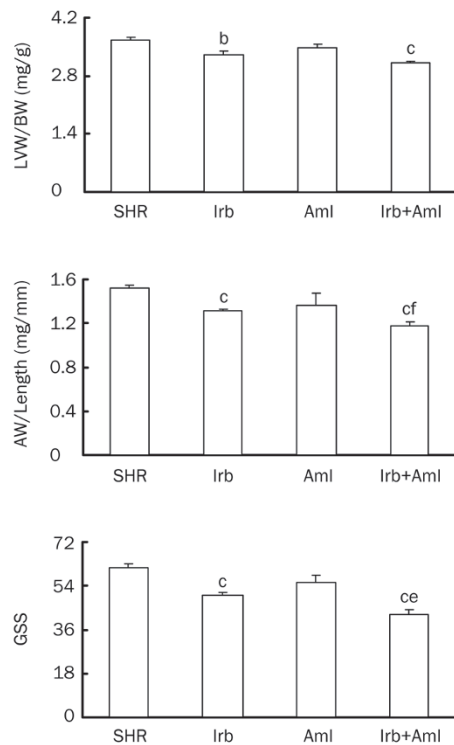 LVW/BW (mg/g)
4.2
2.8
1.4
0
b
c
SHR Irb Aml Irb+Aml
AW/Length (mg/mm)
1.6
1.2
0.8
0.4
0
c
cf
SHR Irb Aml Irb+Aml
GSS
72
54
36
18
0
c
ce
SHR Irb Aml Irb+Aml